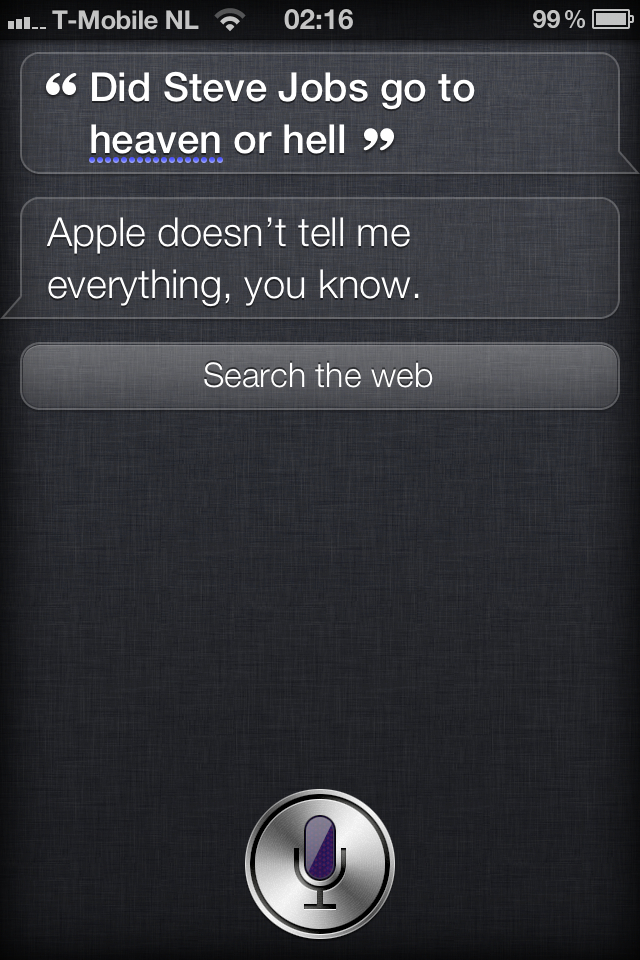 T-Mobile NL 02:16 99 %
“ Did Steve Jobs go to
heaven or hell ”
Apple doesn’t tell me
everything, you know.
Search the web